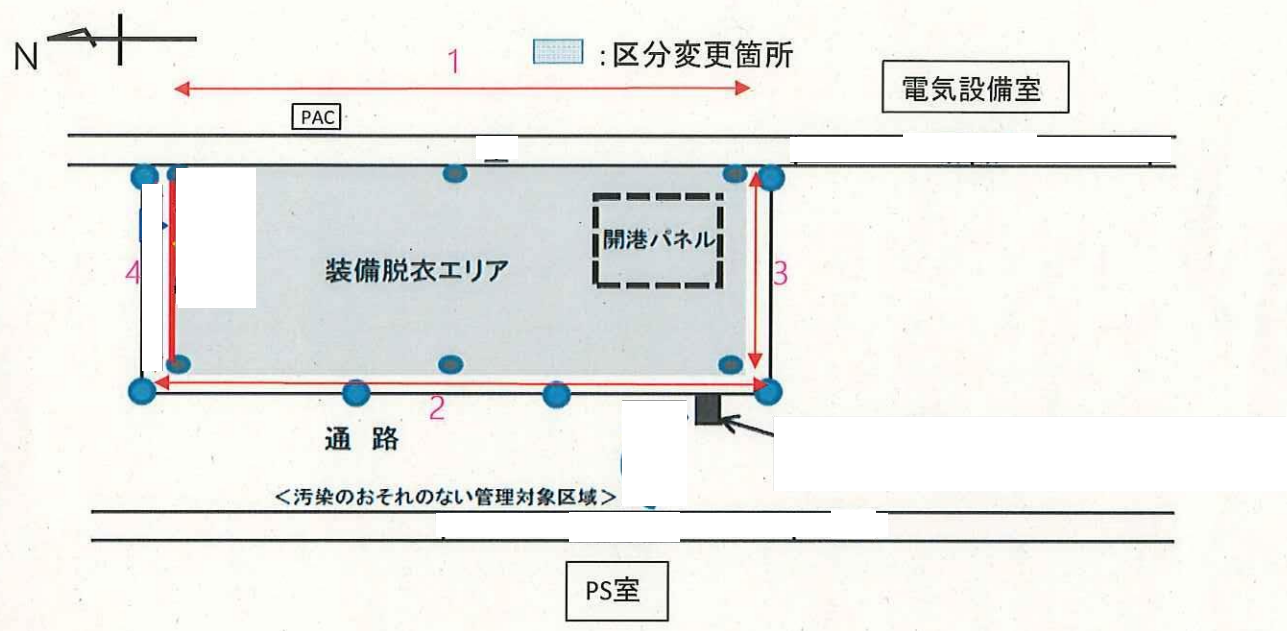 N
1
:区分変更箇所
電気設備室
PAC
開港パネル
装備脱衣エリア
4
3
2
通路
<汚染のおそれのない管理対象区域>
PS室